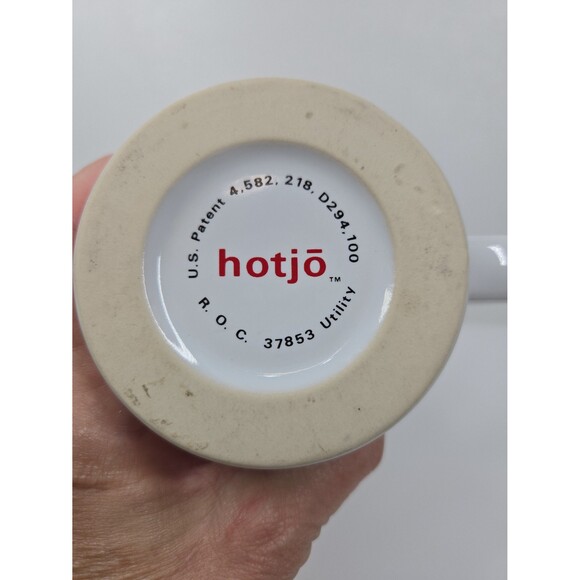 U.S. Patent 4,582, 218, D294,100
hotjō™
R. O. C. 37853 Utility